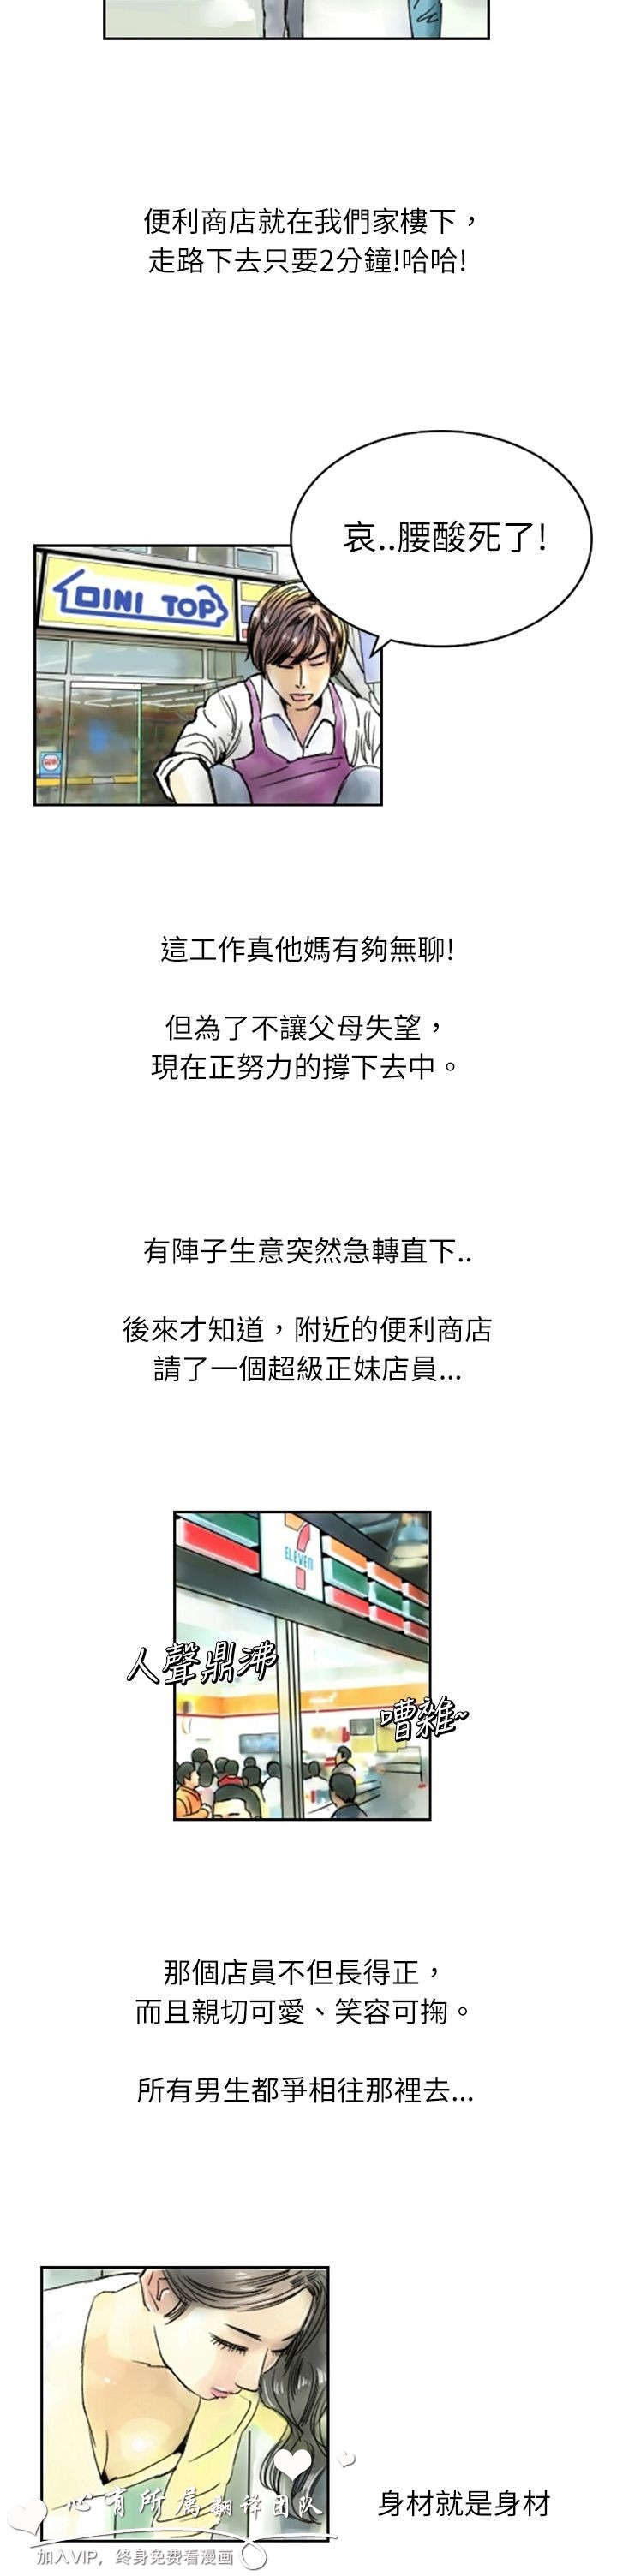 便利商店就在我們家樓下，
走路下去只要2分鐘!哈哈!
哀..腰酸死了!
DINI TOP
這工作真他媽有夠無聊!
但為了不讓父母失望，
現在正努力的撐下去中。
有陣子生意突然急轉直下..
後來才知道，附近的便利商店
請了一個超級正妹店員...
7
ELEVEN
人聲鼎沸
嘈雜~
那個店員不但長得正，
而且親切可愛、笑容可掬。
所有男生都爭相往那裡去...
身材就是身材
心有所属翻译团队
加入VIP，终身免费看漫画